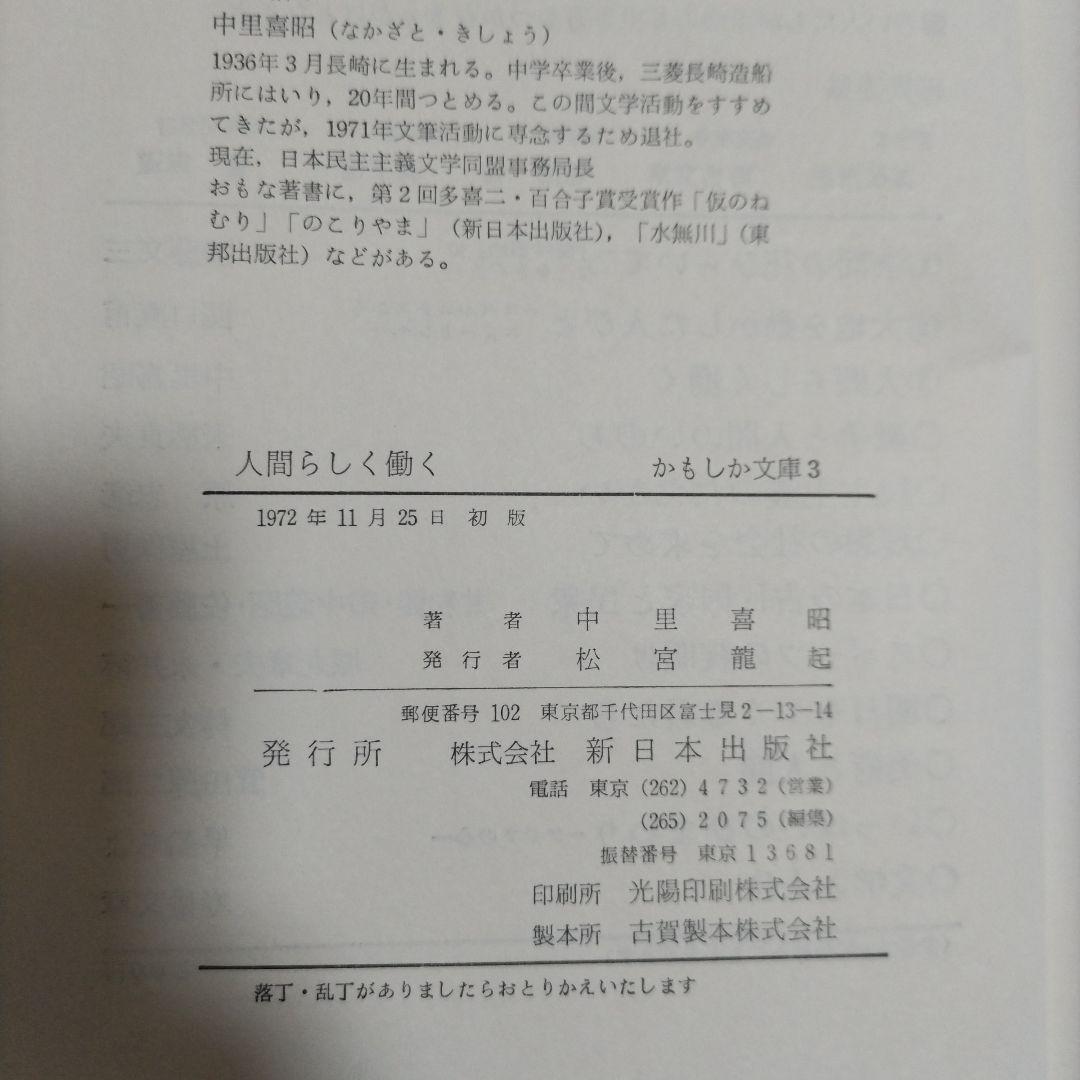 中里喜昭（なかざと・きしょう）
1936年3月長崎に生まれる。中学卒業後，三菱長崎造船
所にはいり，20年間つとめる。この間文学活動をすすめ
てきたが，1971年文筆活動に専念するため退社。
現在，日本民主主義文学同盟事務局長
おもな著書に，第2回多喜二・百合子賞受賞作「仮のね
むり」「のこりやま」（新日本出版社），「水無川」（東
邦出版社）などがある。
人間らしく働く　かもしか文庫3
1972年11月25日　初版
著者　中里喜昭
発行者　松宮龍起
郵便番号 102　東京都千代田区富士見2－13－14
発行所　株式会社　新日本出版社
電話　東京（262）4732（営業）
（265）2075（編集）
振替番号　東京13681
印刷所　光陽印刷株式会社
製本所　古賀製本株式会社
落丁・乱丁がありましたらおとりかえいたします